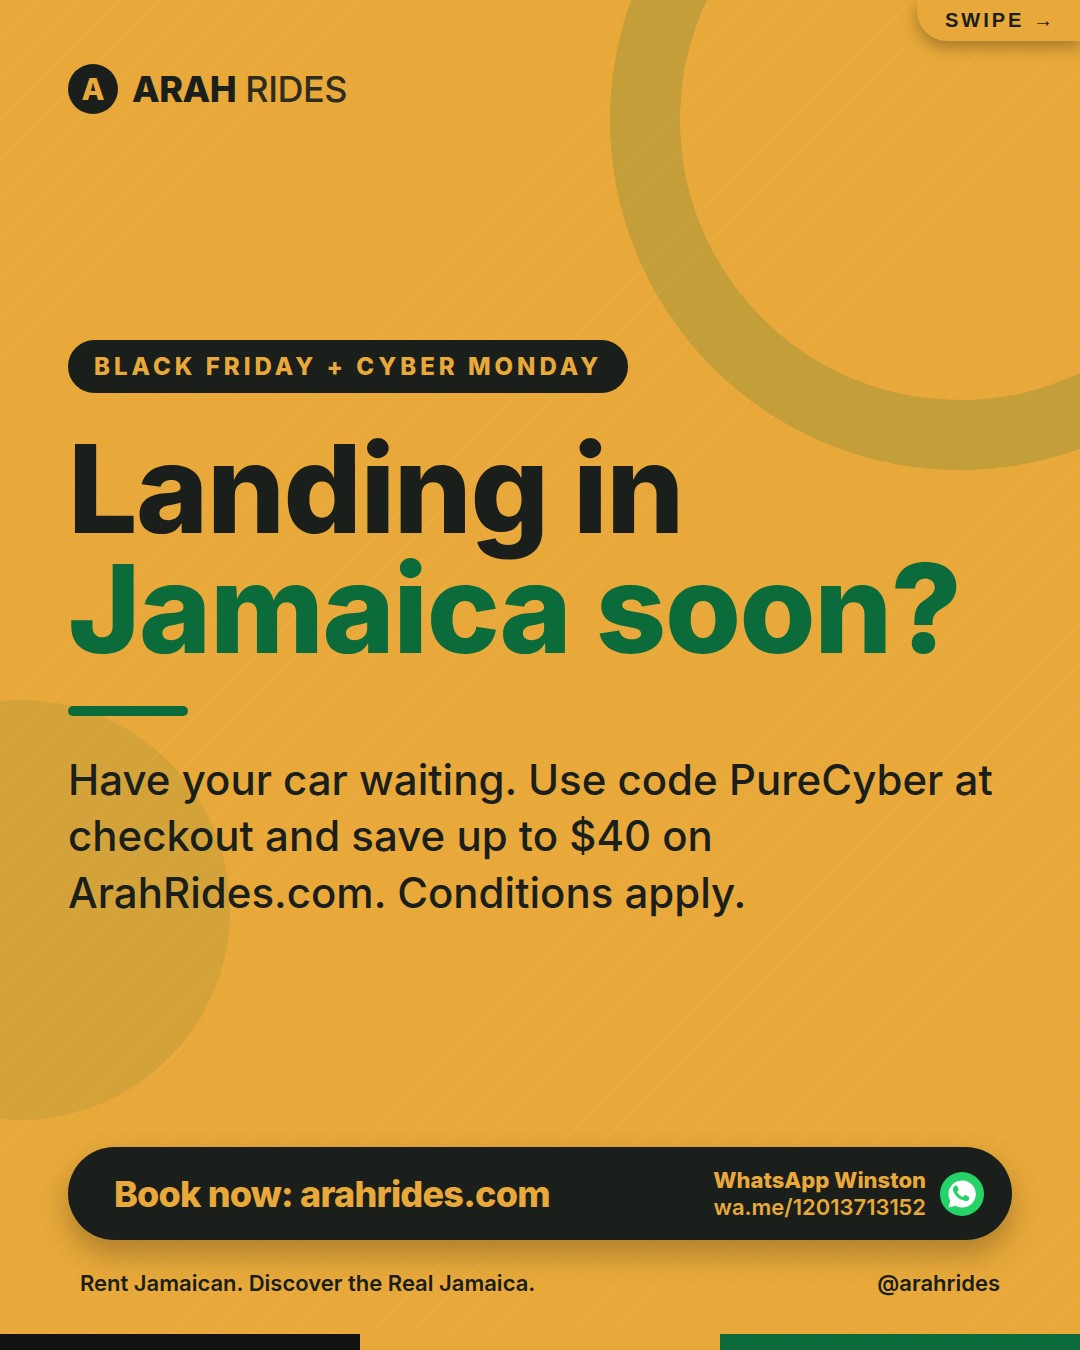 SWIPE →
A ARAH RIDES
BLACK FRIDAY + CYBER MONDAY
Landing in
Jamaica soon?
Have your car waiting. Use code PureCyber at
checkout and save up to $40 on
ArahRides.com. Conditions apply.
Book now: arahrides.com
WhatsApp Winston
wa.me/12013713152
Rent Jamaican. Discover the Real Jamaica.
@arahrides